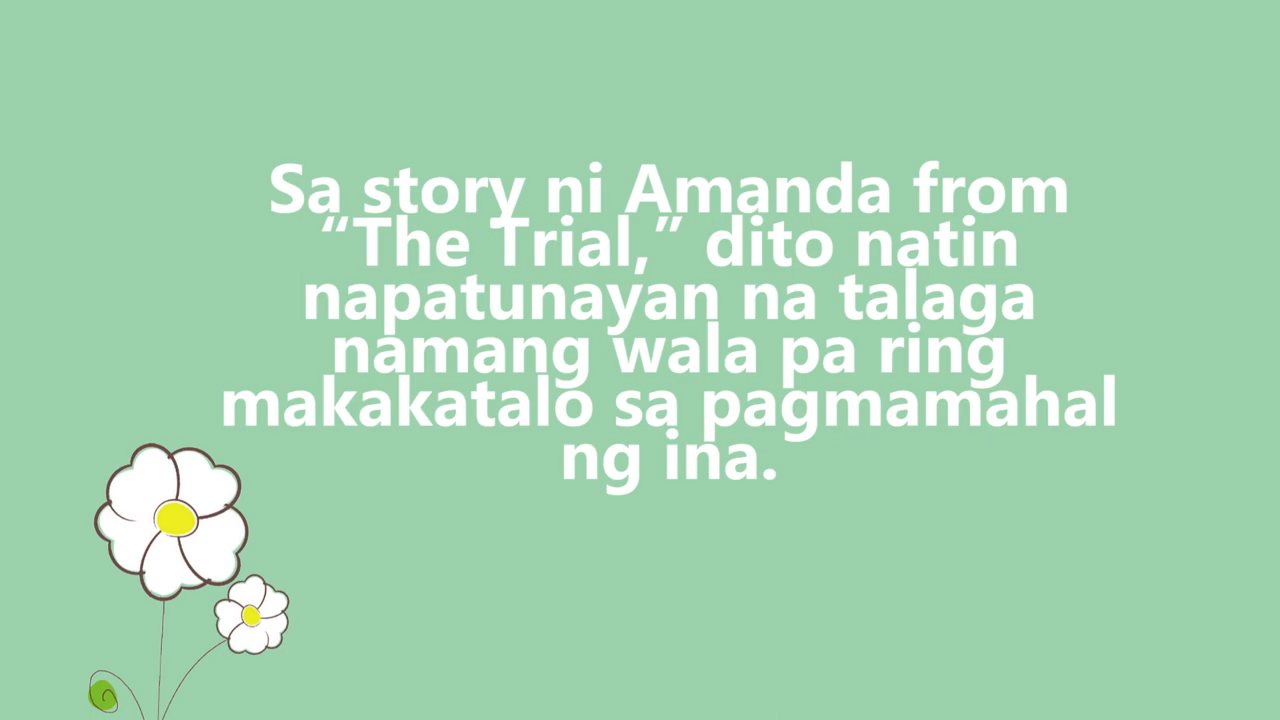 Sa story ni Amanda from
“The Trial,” dito natin
napatunayan na talaga
namang wala pa ring
makakatalo sa pagmamahal
ng ina.